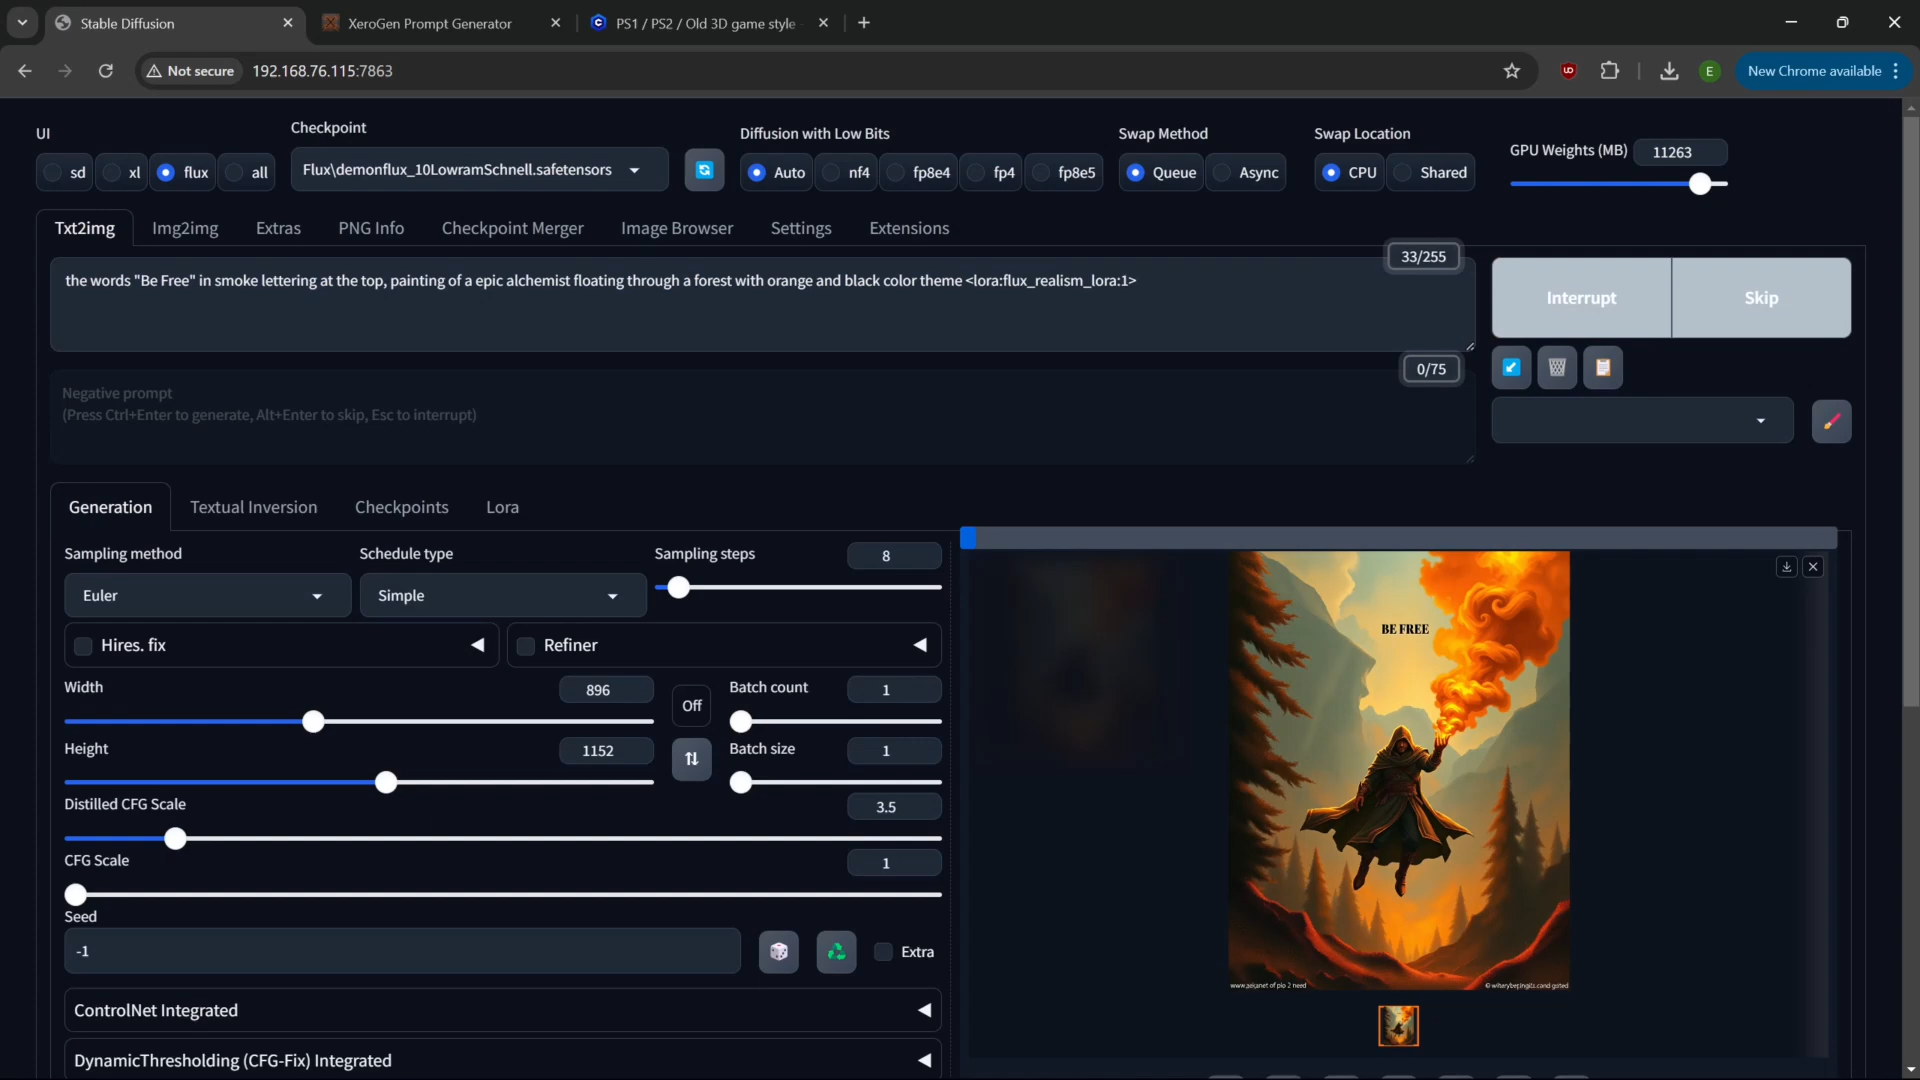 Stable Diffusion
XeroGen Prompt Generator
PS1 / PS2 / Old 3D game style
Not secure
192.168.76.115:7863
E
New Chrome available
UI
sd
xl
flux
all
Checkpoint
Flux\demonflux_10LowramSchnell.safetensors
Diffusion with Low Bits
Auto
nf4
fp8e4
fp4
fp8e5
Swap Method
Queue
Async
Swap Location
CPU
Shared
GPU Weights (MB)
11263
Txt2img
Img2img
Extras
PNG Info
Checkpoint Merger
Image Browser
Settings
Extensions
33/255
the words "Be Free" in smoke lettering at the top, painting of a epic alchemist floating through a forest with orange and black color theme <lora:flux_realism_lora:1>
Interrupt
Skip
0/75
Negative prompt
(Press Ctrl+Enter to generate, Alt+Enter to skip, Esc to interrupt)
Generation
Textual Inversion
Checkpoints
Lora
Sampling method
Euler
Schedule type
Simple
Sampling steps
8
Hires. fix
Refiner
Width
896
Off
Batch count
1
Height
1152
Batch size
1
Distilled CFG Scale
3.5
CFG Scale
1
Seed
-1
Extra
ControlNet Integrated
DynamicThresholding (CFG-Fix) Integrated
BE FREE